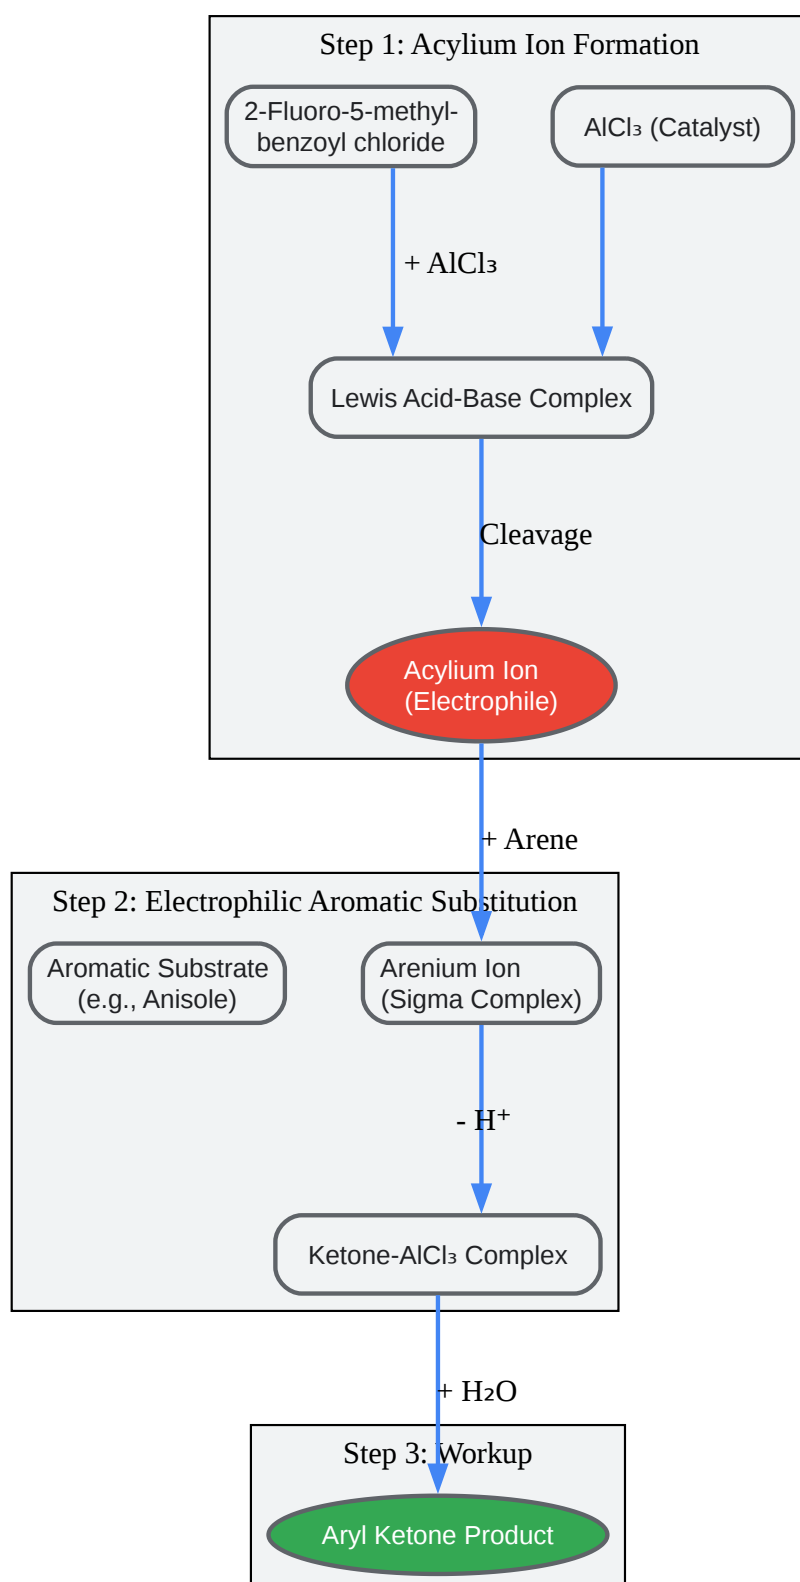 Step 1: Acylium Ion Formation
2-Fluoro-5-methyl-
benzoyl chloride
AlCl₃ (Catalyst)
+ AlCl₃
Lewis Acid-Base Complex
Cleavage
Acylium Ion
(Electrophile)
+ Arene
Step 2: Electrophilic Aromatic Substitution
Aromatic Substrate
(e.g., Anisole)
Arenium Ion
(Sigma Complex)
- H⁺
Ketone-AlCl₃ Complex
+ H₂O
Step 3: Workup
Aryl Ketone Product